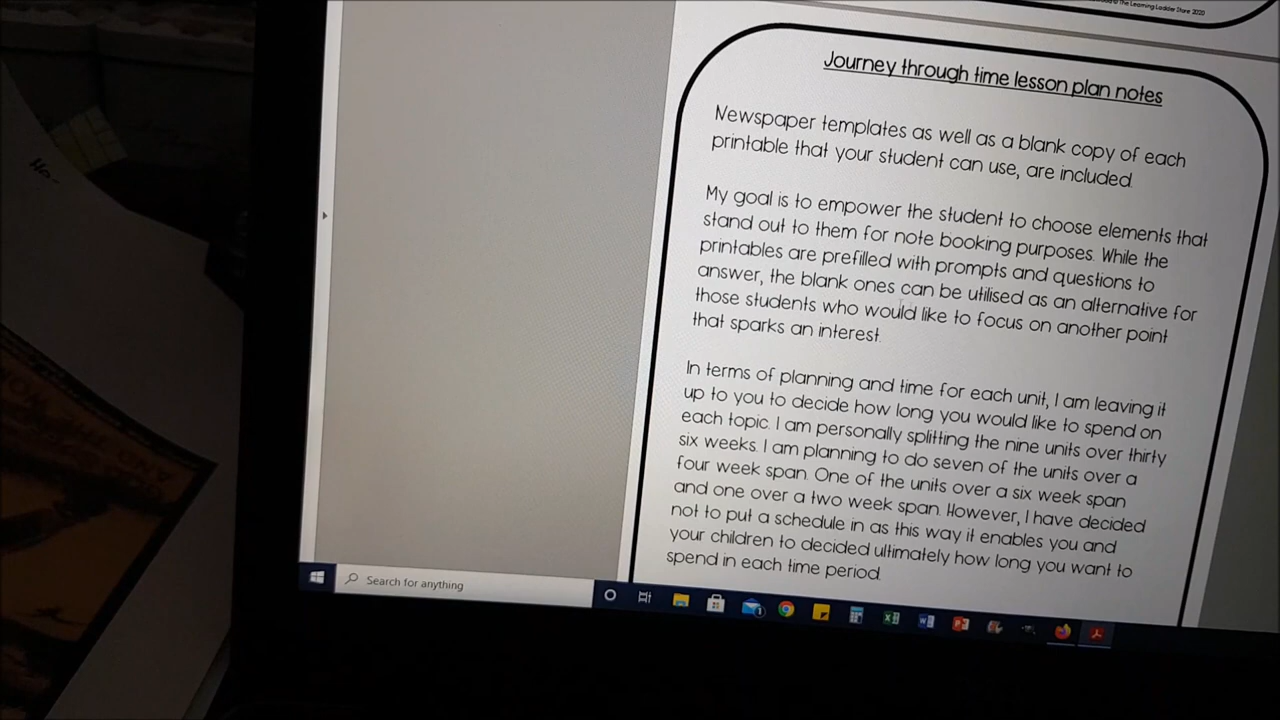 The Learning Ladder Store 2020
Journey through time lesson plan notes
Newspaper templates as well as a blank copy of each
printable that your student can use, are included.
My goal is to empower the student to choose elements that
stand out to them for note booking purposes. While the
printables are prefilled with prompts and questions to
answer, the blank ones can be utilised as an alternative for
those students who would like to focus on another point
that sparks an interest.
In terms of planning and time for each unit, I am leaving it
up to you to decide how long you would like to spend on
each topic. I am personally splitting the nine units over thirty
six weeks. I am planning to do seven of the units over a
four week span. One of the units over a six week span
and one over a two week span. However, I have decided
not to put a schedule in as this way it enables you and
your children to decided ultimately how long you want to
spend in each time period.
Search for anything